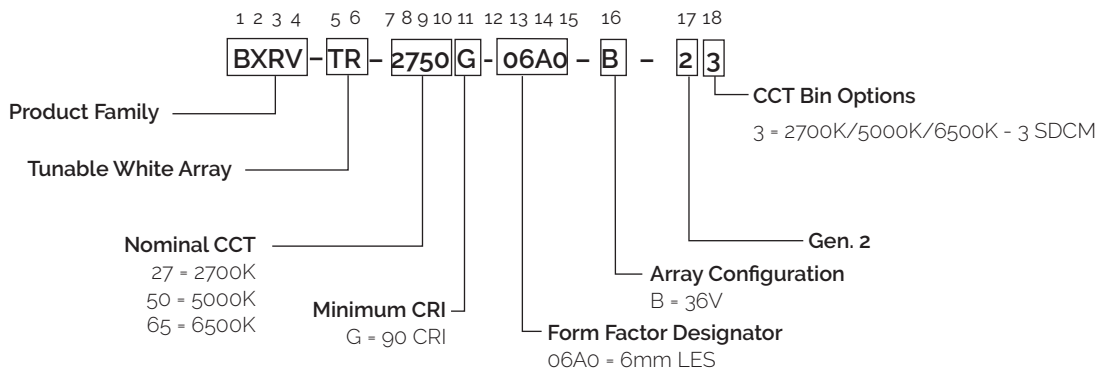 1 2 3 4 5 6 7 8 9 10 11 12 13 14 15 16 17 18
BXRV – TR – 2750 G - 06A0 – B – 2 3
CCT Bin Options
3 = 2700K/5000K/6500K - 3 SDCM
Product Family
Tunable White Array
Nominal CCT
27 = 2700K
50 = 5000K
65 = 6500K
Gen. 2
Array Configuration
B = 36V
Minimum CRI
G = 90 CRI
Form Factor Designator
06A0 = 6mm LES